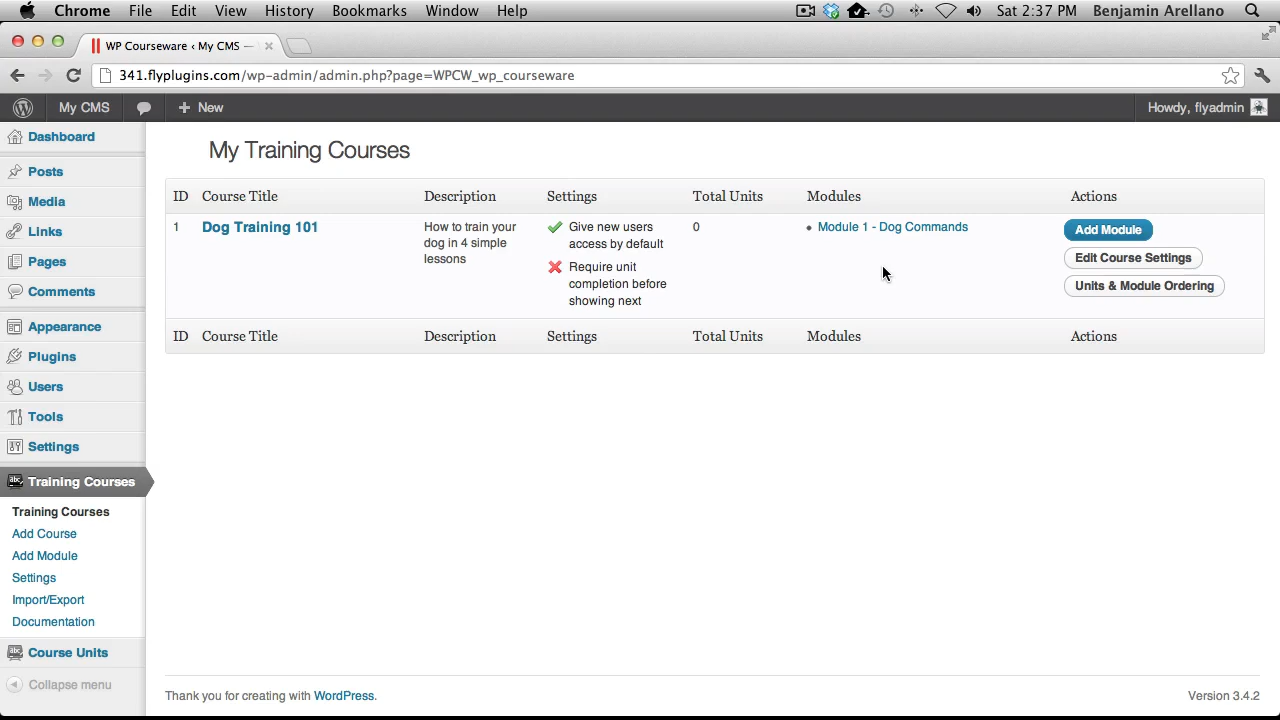 Chrome File Edit View History Bookmarks Window Help Sat 2:37 PM Benjamin Arellano
WP Courseware ‹ My CMS —
341.flyplugins.com/wp-admin/admin.php?page=WPCW_wp_courseware
My CMS + New Howdy, flyadmin
Dashboard
Posts
Media
Links
Pages
Comments
Appearance
Plugins
Users
Tools
Settings
abc Training Courses
Training Courses
Add Course
Add Module
Settings
Import/Export
Documentation
abc Course Units
Collapse menu
My Training Courses
ID Course Title Description Settings Total Units Modules Actions
1 Dog Training 101
How to train your
dog in 4 simple
lessons
Give new users
access by default
Require unit
completion before
showing next
0
• Module 1 - Dog Commands
Add Module
Edit Course Settings
Units & Module Ordering
ID Course Title Description Settings Total Units Modules Actions
Thank you for creating with WordPress. Version 3.4.2